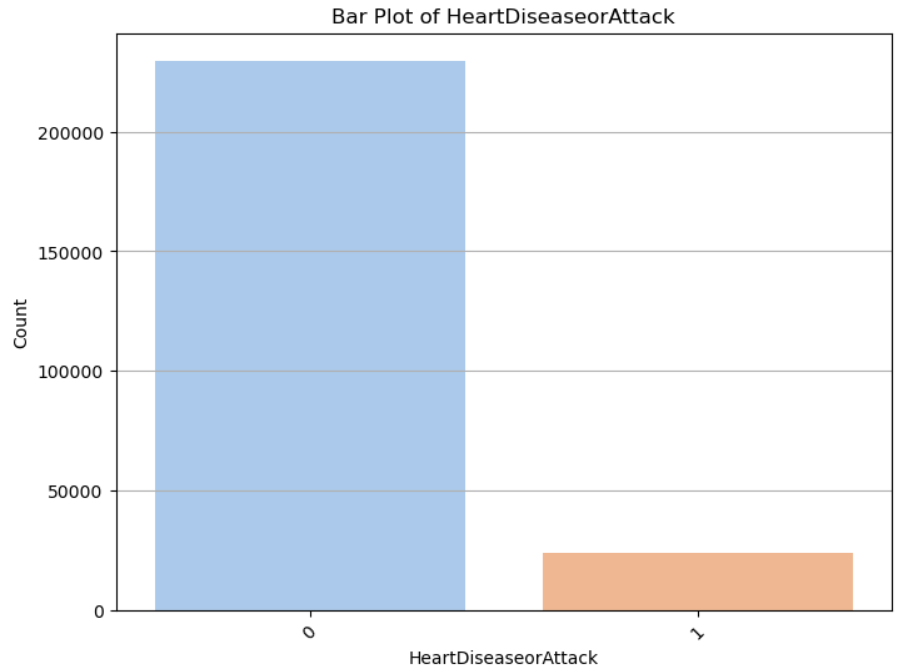 Bar Plot of HeartDiseaseorAttack
200000
150000
100000
50000
0
Count
0
1
HeartDiseaseorAttack